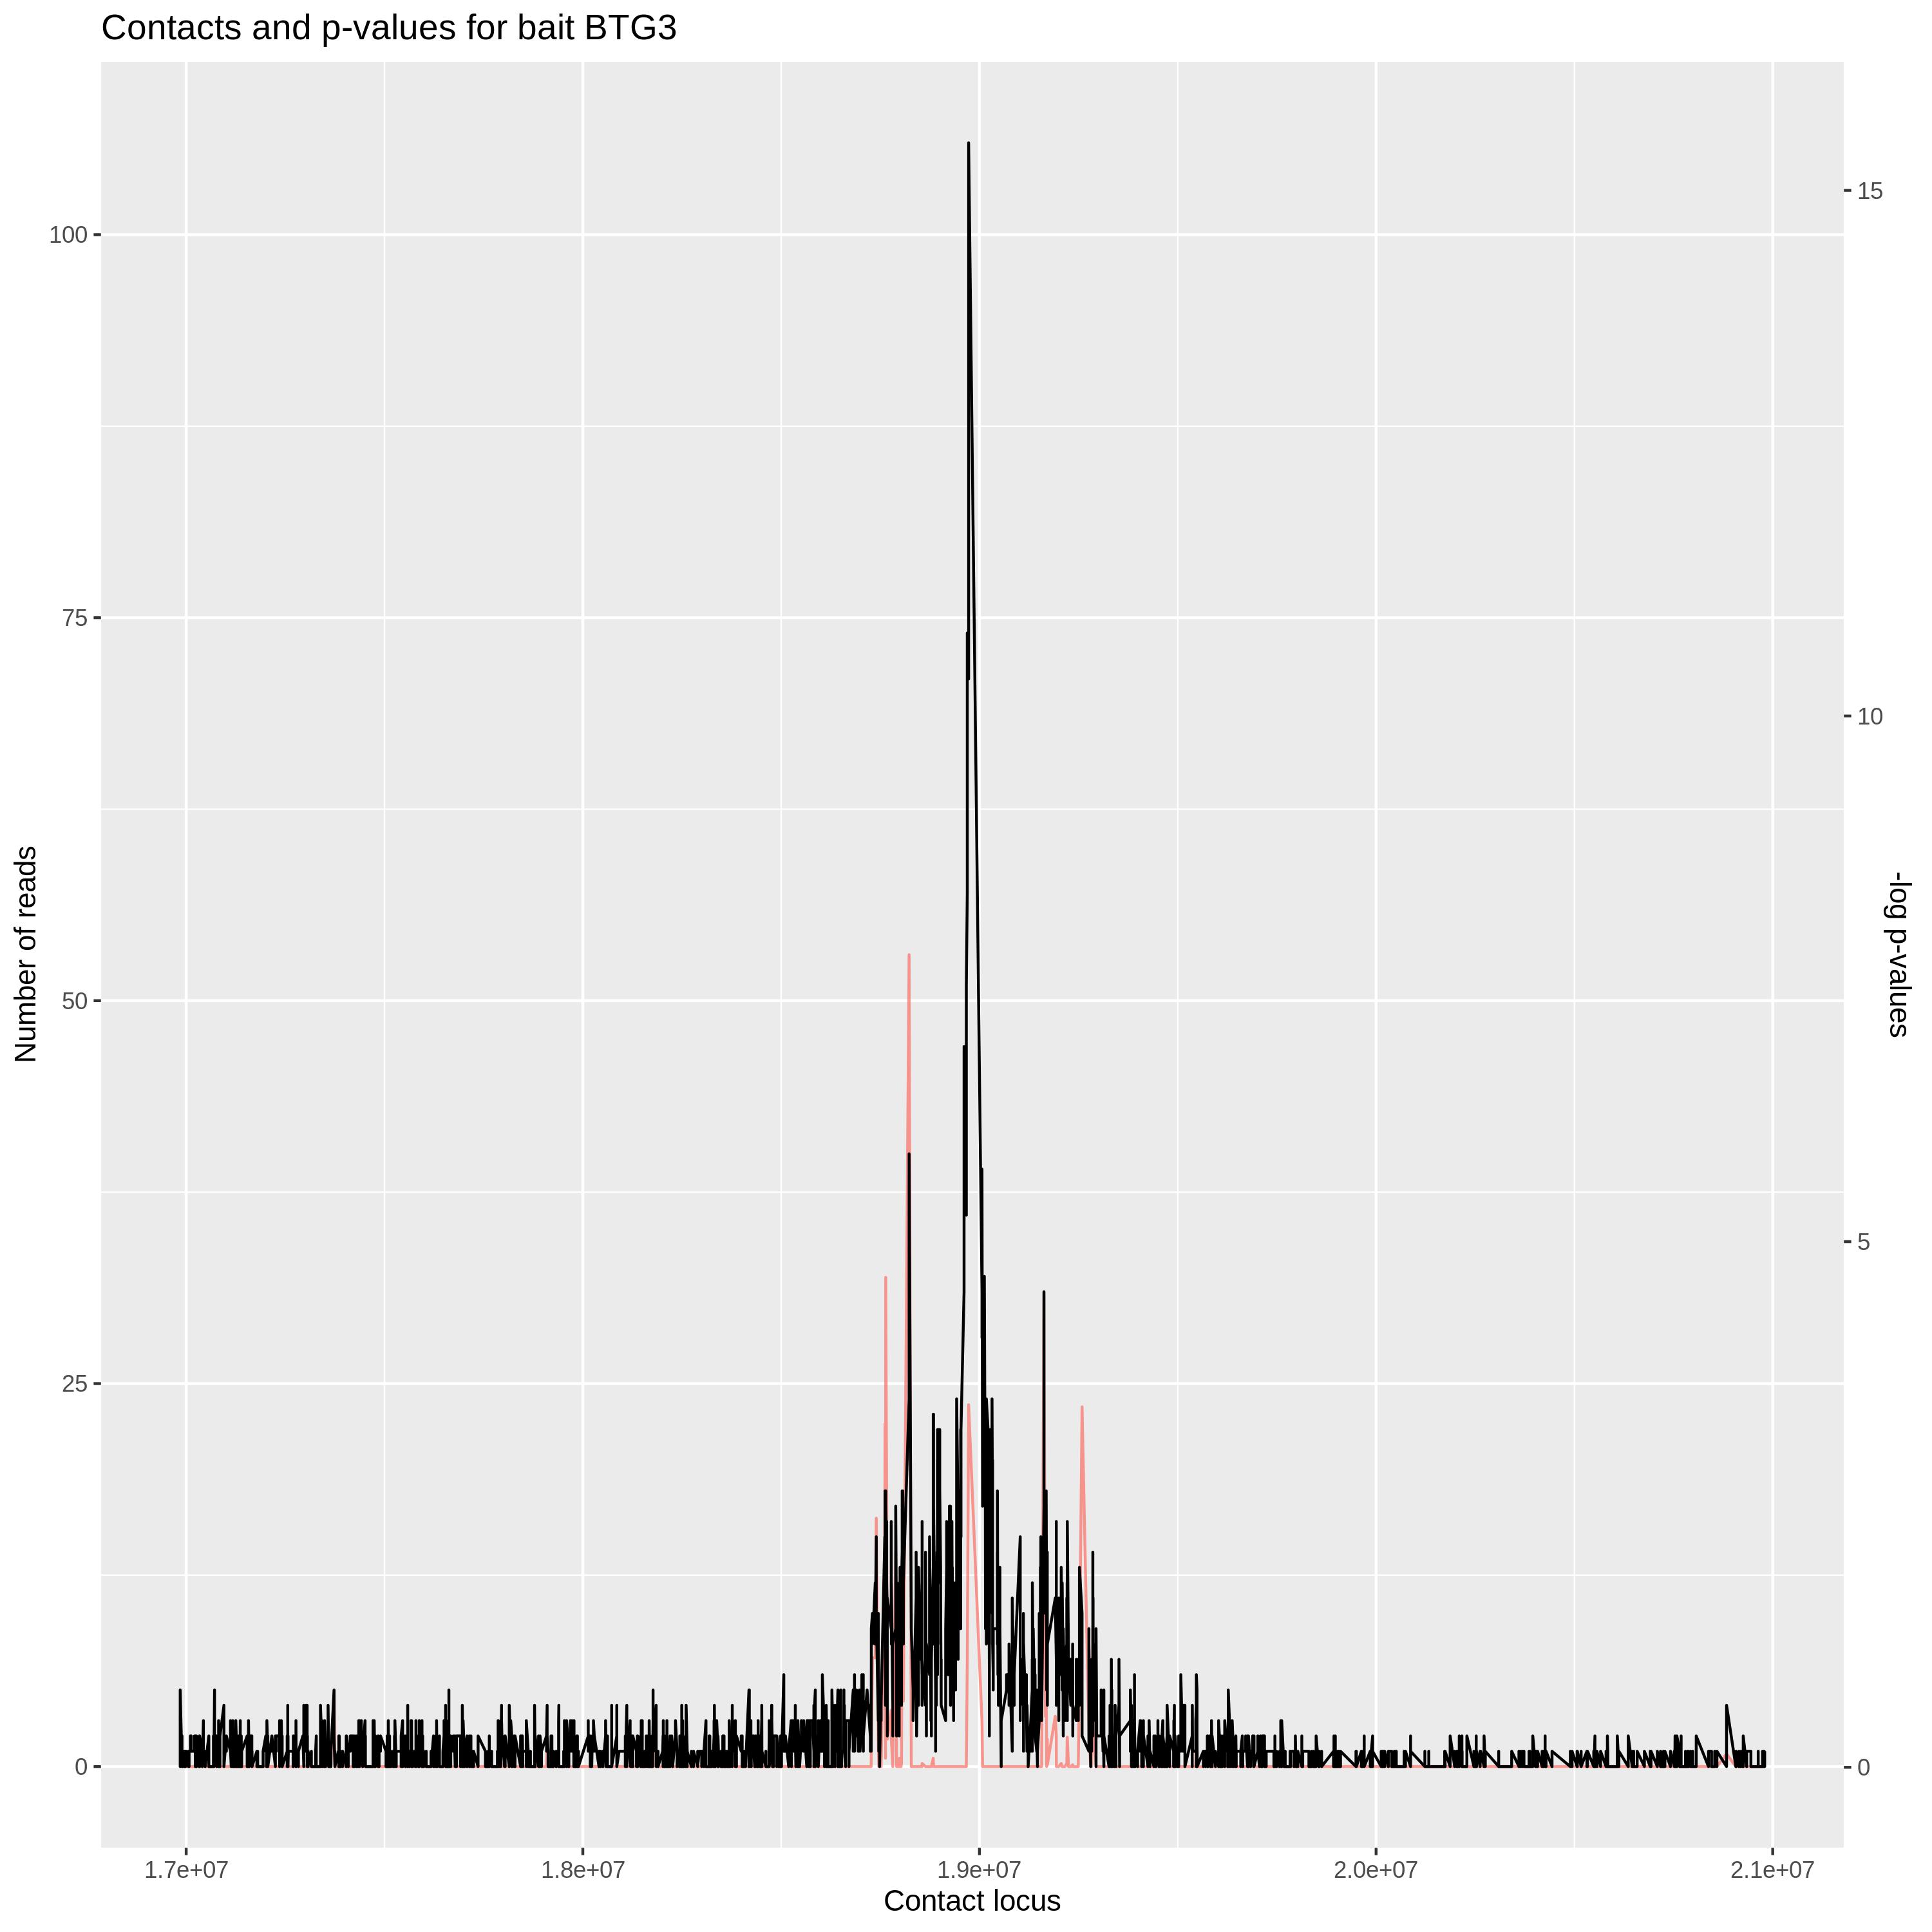 Contacts and p-values for bait BTG3
100
75
50
25
0
Number of reads
15
10
5
0
-log p-values
1.7e+07
1.8e+07
1.9e+07
2.0e+07
2.1e+07
Contact locus